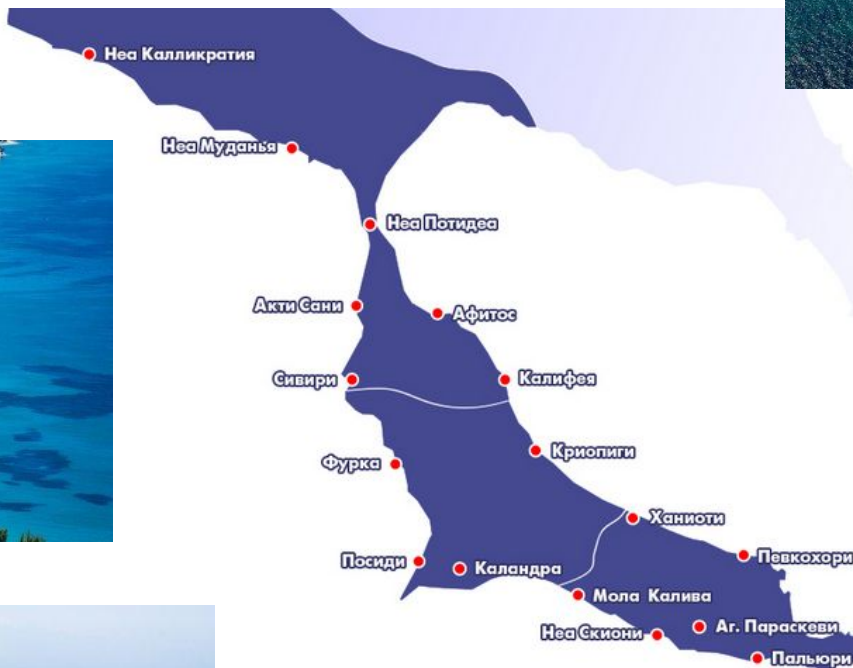 Неа Калликратия
Неа Муданья
Неа Потидеа
Акти Сани
Афитос
Сивири
Калифея
Криопиги
Фурка
Ханиоти
Певкохори
Посиди
Каландра
Мола Калива
Аг. Параскеви
Неа Скиони
Пальюри